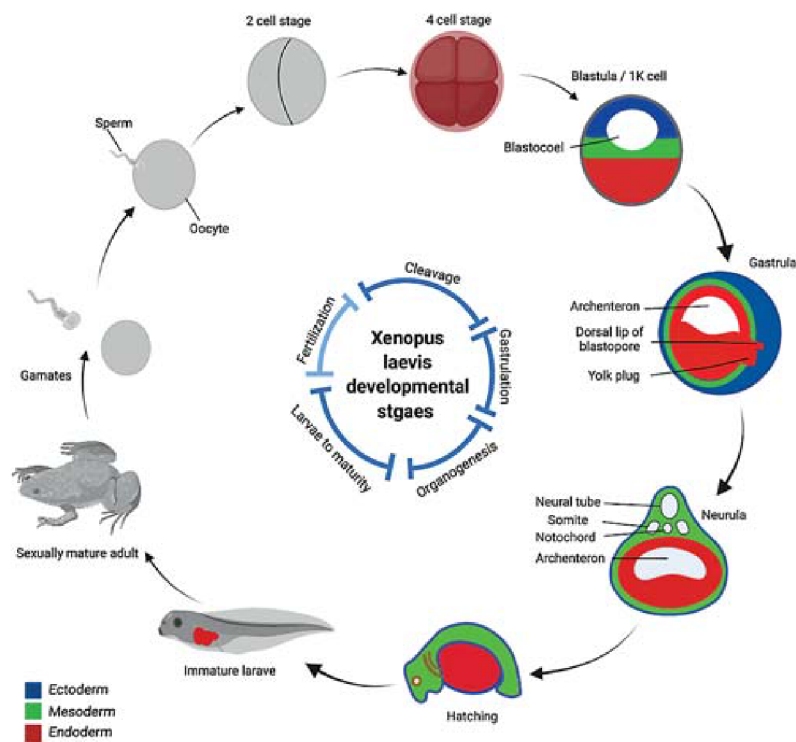 2 cell stage
4 cell stage
Blastula / 1K cell
Blastocoel
Sperm
Oocyte
Gastrula
Archenteron
Dorsal lip of
blastopore
Yolk plug
Cleavage
Fertilization
Gastrulation
Xenopus
laevis
developmental
stgaes
Larvae to maturity
Organogenesis
Gamates
Neural tube
Somite
Notochord
Neurula
Archenteron
Sexually mature adult
Immature larave
Hatching
Ectoderm
Mesoderm
Endoderm